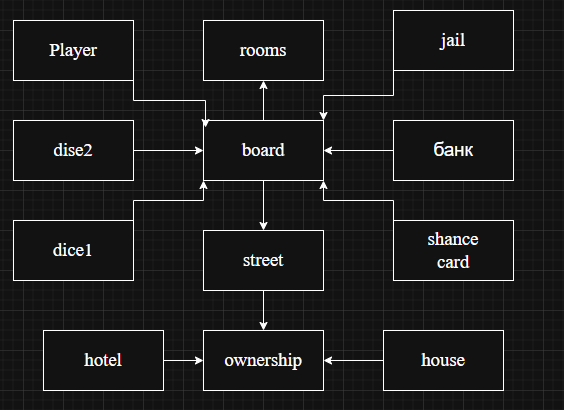 Player
rooms
jail
dise2
board
банк
dice1
street
shance
card
hotel
ownership
house